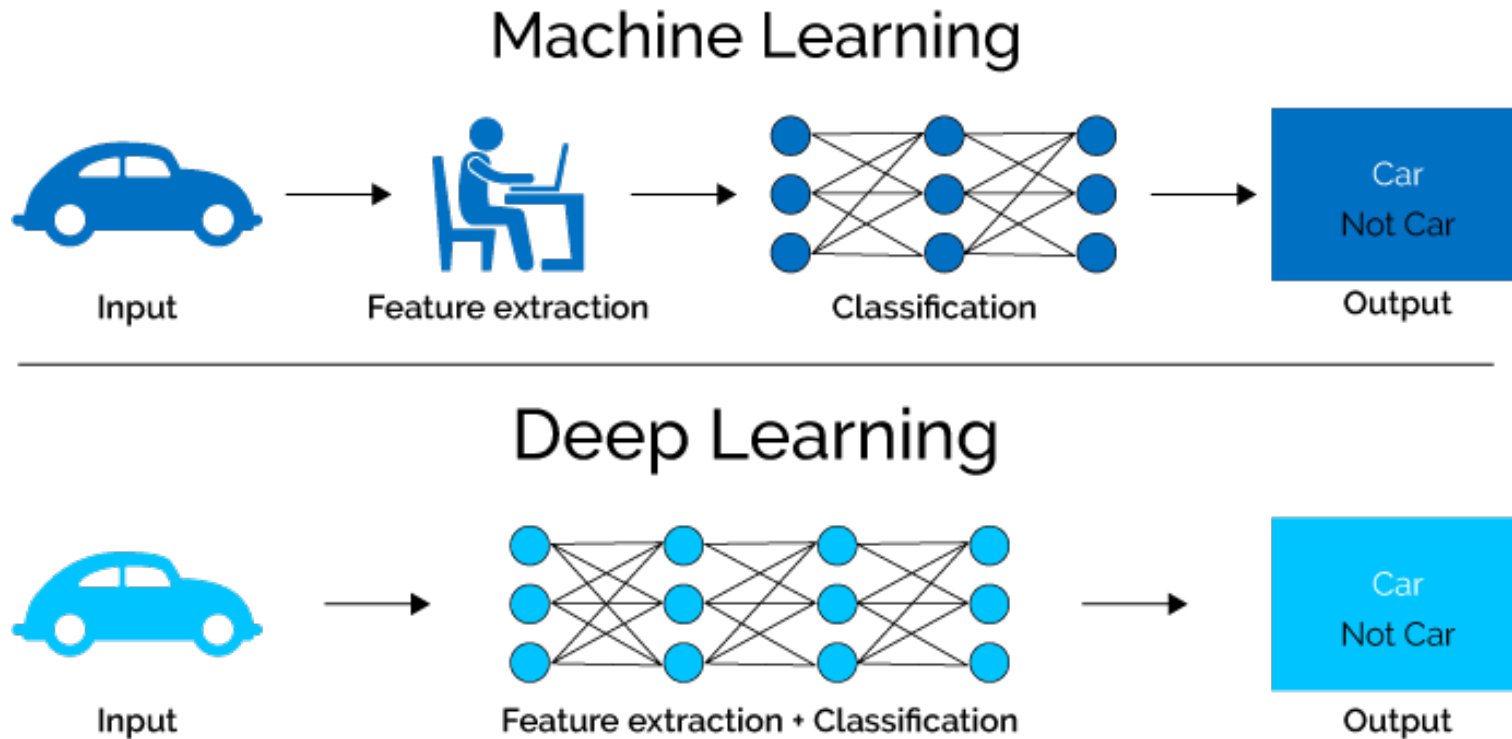 Machine Learning
Car
Not Car
Input
Feature extraction
Classification
Output
Deep Learning
Car
Not Car
Input
Feature extraction + Classification
Output